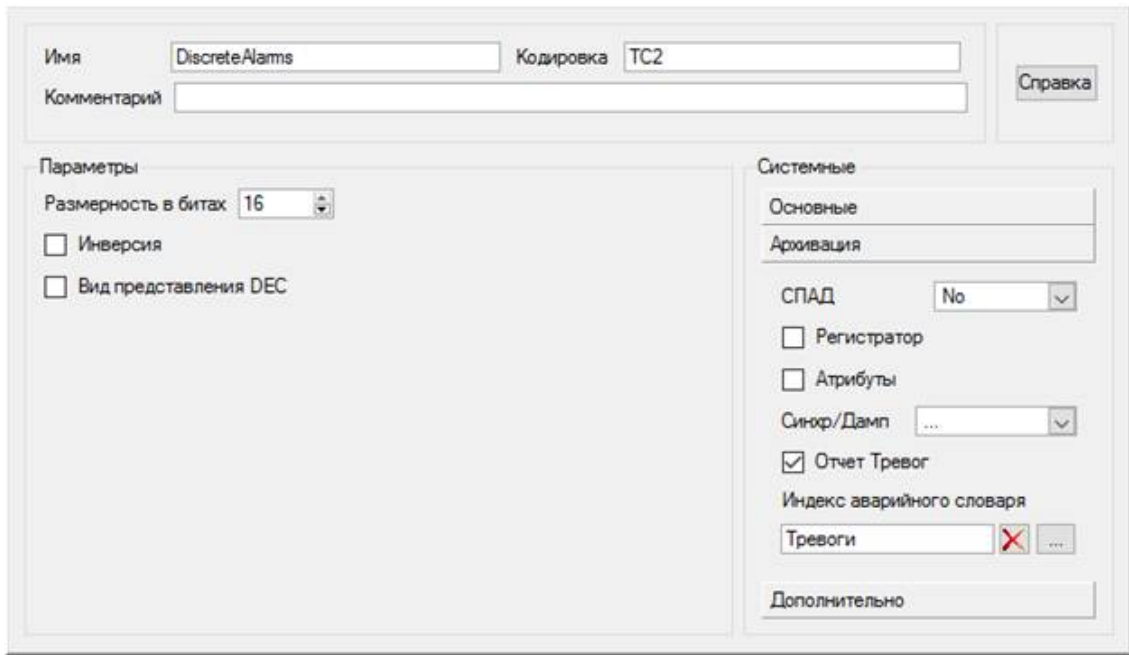 Имя DiscreteAlarms Кодировка TC2
Комментарий
Справка
Параметры
Размерность в битах 16
Инверсия
Вид представления DEC
Системные
Основные
Архивация
СПАД No
Регистратор
Атрибуты
Синхр/Дамп ...
Отчет Тревог
Индекс аварийного словаря
Тревоги ...
Дополнительно